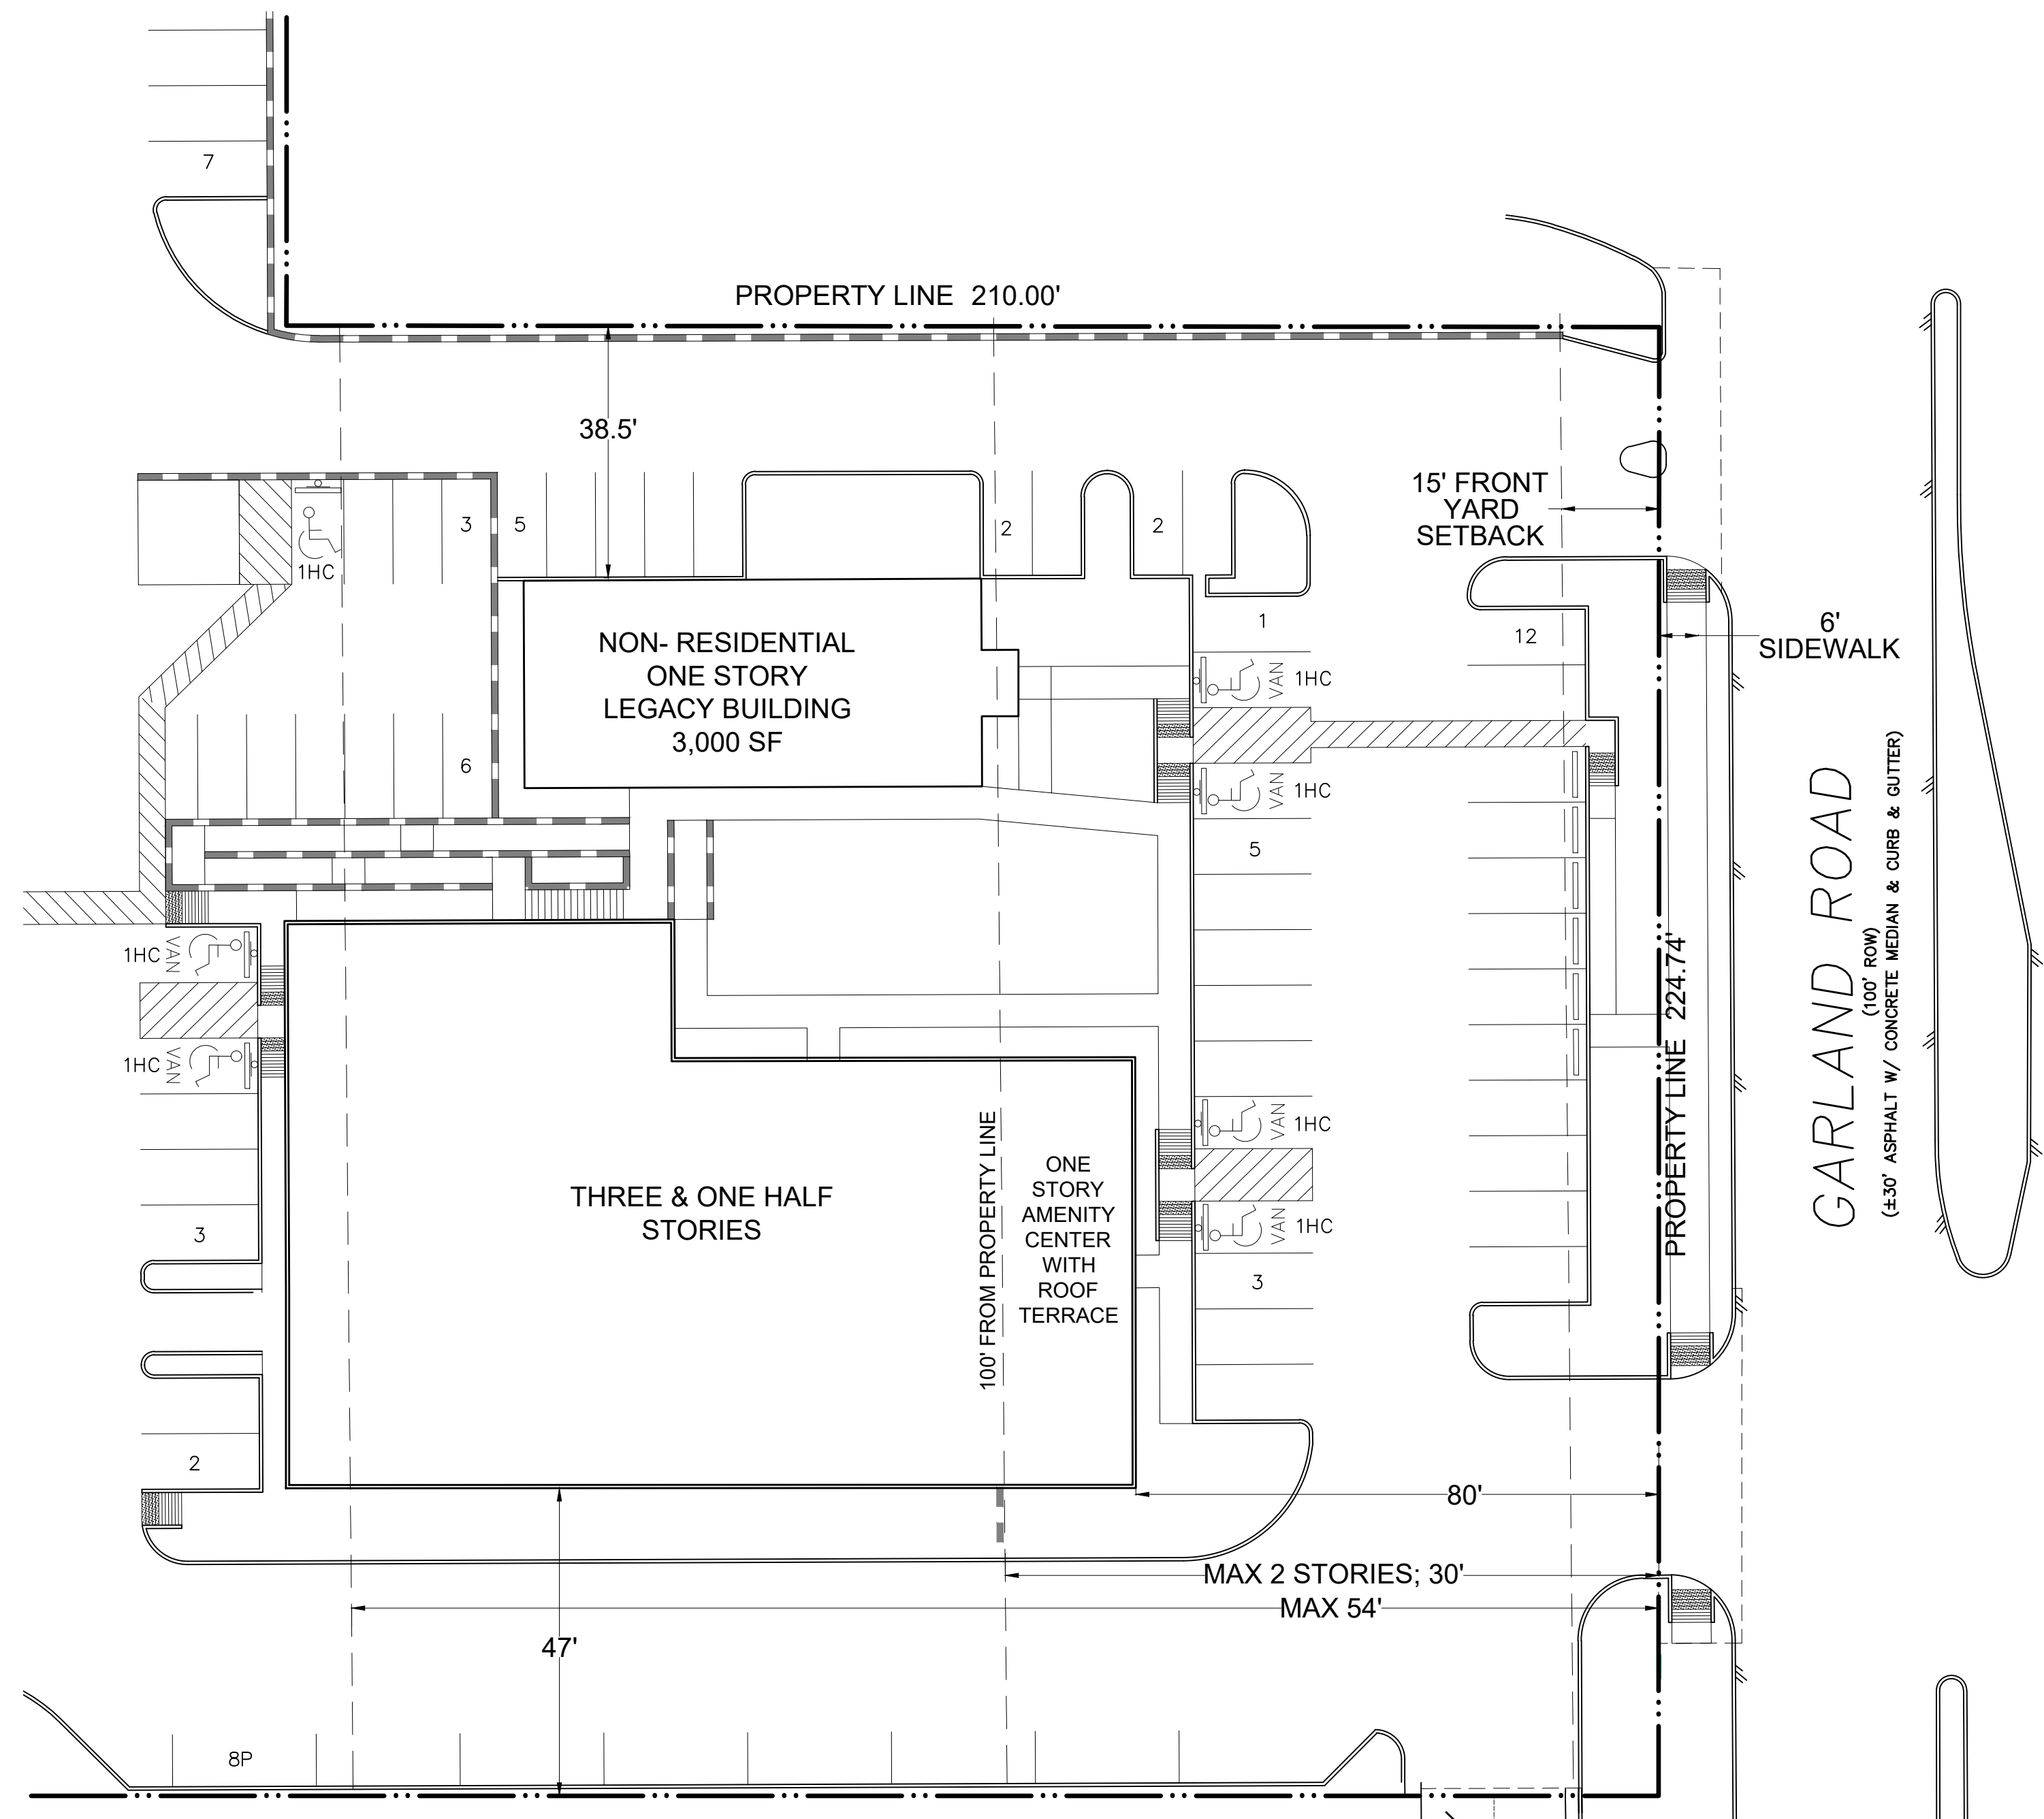 7
PROPERTY LINE 210.00'
38.5'
15' FRONT
YARD
SETBACK
3
5
2
2
1HC
1
12
6'
SIDEWALK
NON- RESIDENTIAL
ONE STORY
LEGACY BUILDING
3,000 SF
VAN
1HC
6
VAN
1HC
5
GARLAND ROAD
(100' ROW)
(±30' ASPHALT W/ CONCRETE MEDIAN & CURB & GUTTER)
PROPERTY LINE 224.74'
1HC
VAN
1HC
VAN
VAN
1HC
100' FROM PROPERTY LINE
ONE
STORY
AMENITY
CENTER
WITH
ROOF
TERRACE
THREE & ONE HALF
STORIES
VAN
1HC
3
3
2
80'
MAX 2 STORIES; 30'
MAX 54'
47'
8P